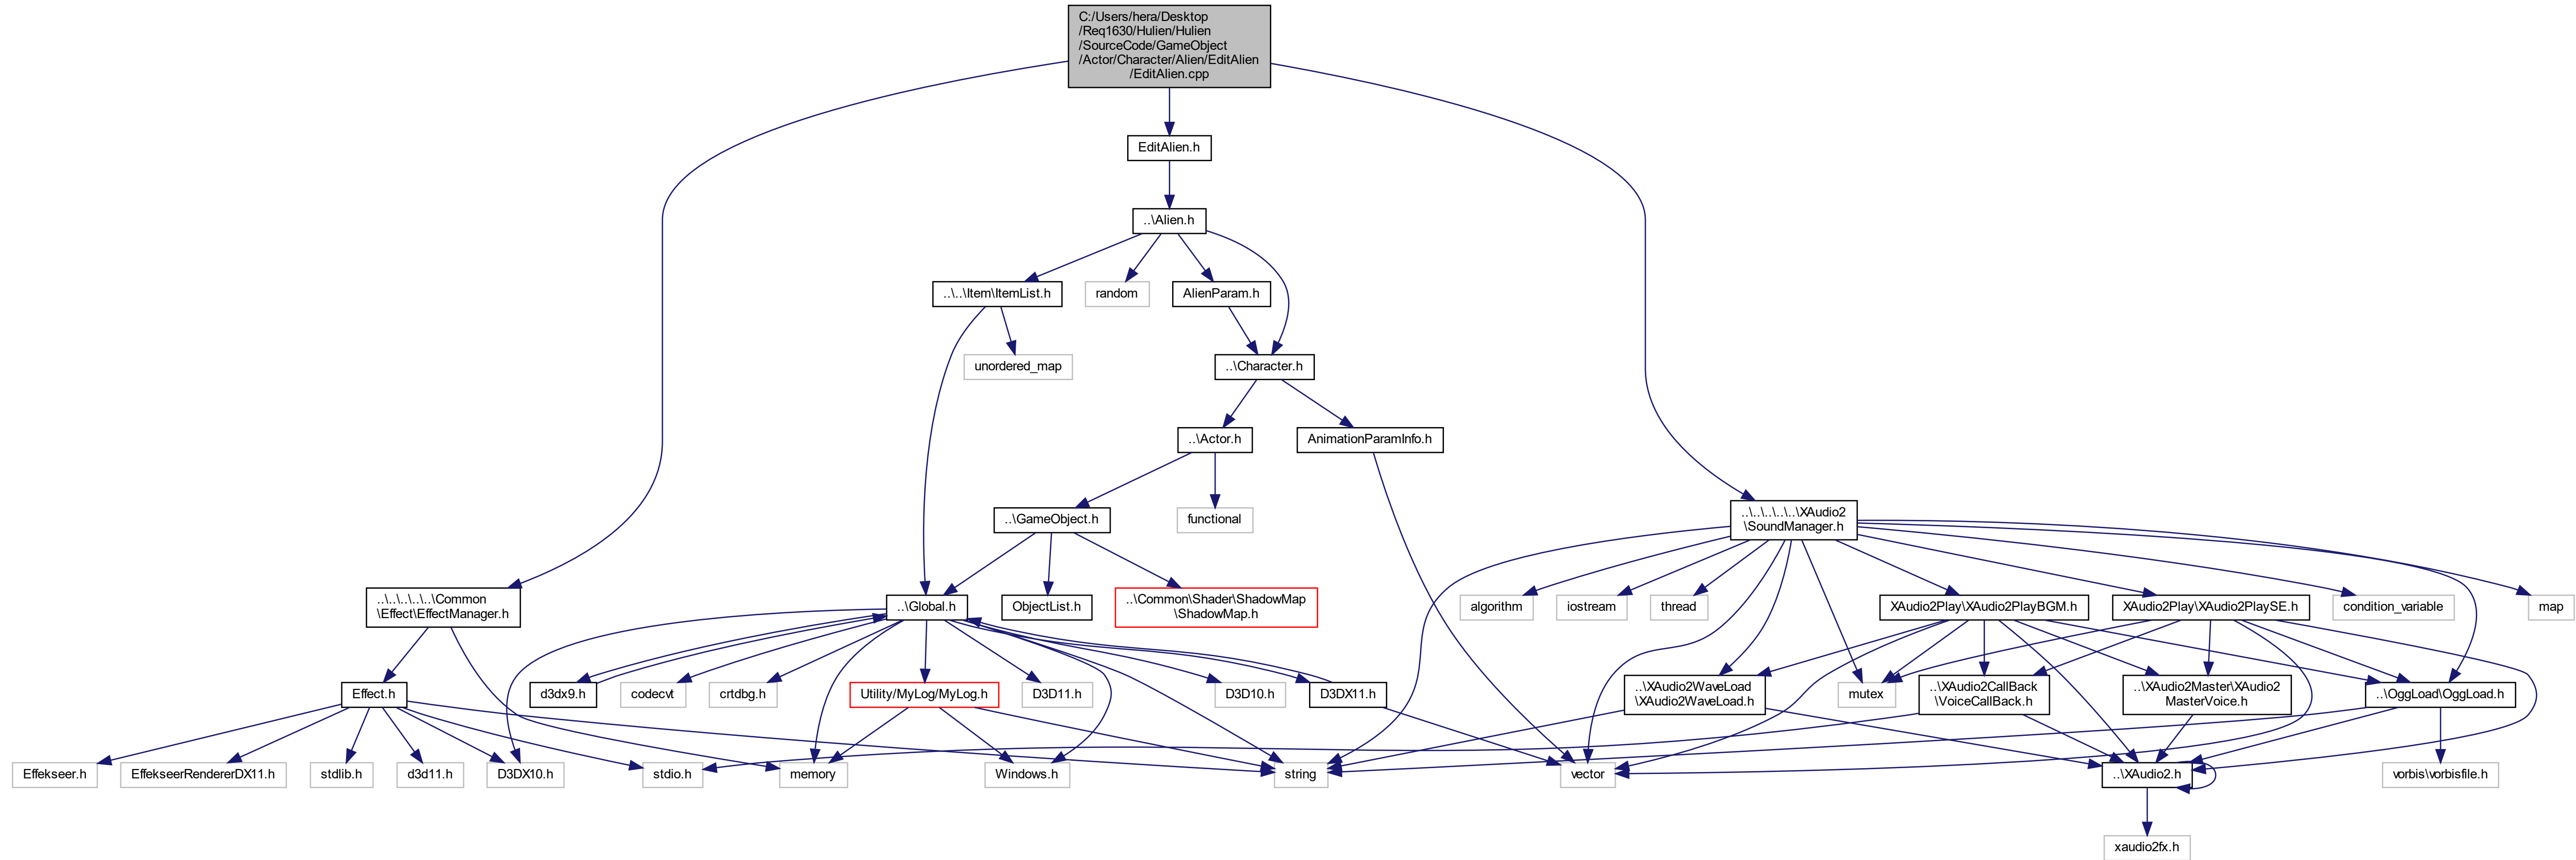 C:/Users/hera/Desktop
/Req1630/Hulien/Hulien
/SourceCode/GameObject
/Actor/Character/Alien/EditAlien
/EditAlien.cpp
EditAlien.h
..\Alien.h
..\..\Item\ItemList.h
random
AlienParam.h
unordered_map
..\Character.h
..\Actor.h
AnimationParamInfo.h
..\GameObject.h
functional
..\..\..\..\..\XAudio2
\SoundManager.h
..\..\..\..\..\Common
\Effect\EffectManager.h
..\Global.h
ObjectList.h
..\Common\Shader\ShadowMap
\ShadowMap.h
algorithm
iostream
thread
XAudio2Play\XAudio2PlayBGM.h
XAudio2Play\XAudio2PlaySE.h
condition_variable
map
Effect.h
d3dx9.h
codecvt
crtdbg.h
Utility/MyLog/MyLog.h
D3D11.h
D3D10.h
D3DX11.h
..\XAudio2WaveLoad
\XAudio2WaveLoad.h
mutex
..\XAudio2CallBack
\VoiceCallBack.h
..\XAudio2Master\XAudio2
MasterVoice.h
..\OggLoad\OggLoad.h
Effekseer.h
EffekseerRendererDX11.h
stdlib.h
d3d11.h
D3DX10.h
stdio.h
memory
Windows.h
string
vector
..\XAudio2.h
vorbis\vorbisfile.h
xaudio2fx.h